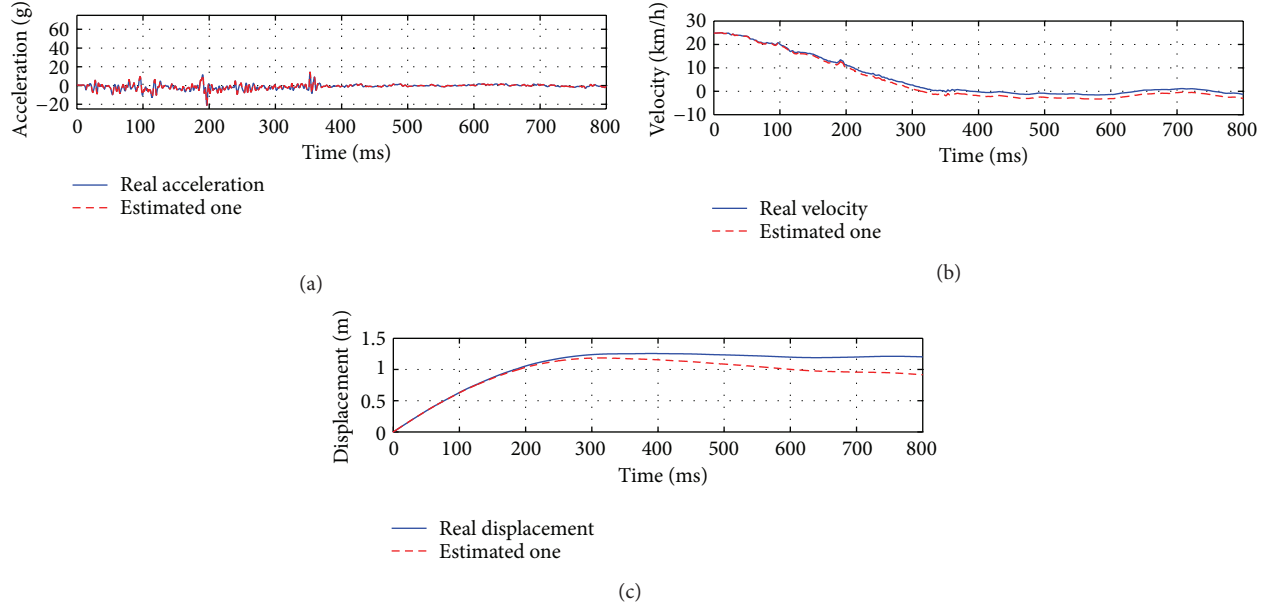 Acceleration (g)
60
40
20
0
−20
0 100 200 300 400 500 600 700 800
Time (ms)
Real acceleration
Estimated one
(a)
Velocity (km/h)
30
20
10
0
−10
0 100 200 300 400 500 600 700 800
Time (ms)
Real velocity
Estimated one
(b)
Displacement (m)
1.5
1
0.5
0
0 100 200 300 400 500 600 700 800
Time (ms)
Real displacement
Estimated one
(c)